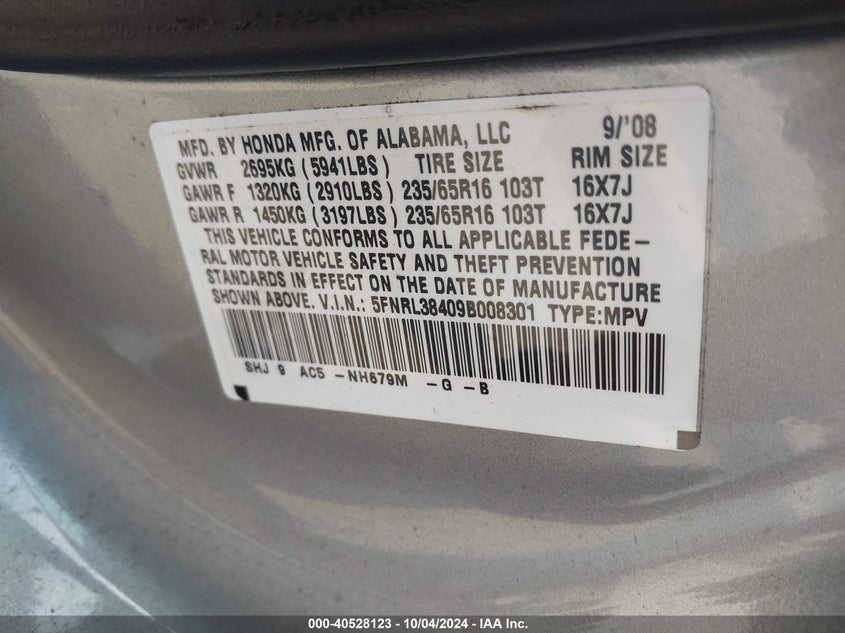 MFD. BY HONDA MFG. OF ALABAMA, LLC 9/'08
GVWR 2695KG (5941LBS) TIRE SIZE RIM SIZE
GAWR F 1320KG (2910LBS) 235/65R16 103T 16X7J
GAWR R 1450KG (3197LBS) 235/65R16 103T 16X7J
THIS VEHICLE CONFORMS TO ALL APPLICABLE FEDE-
RAL MOTOR VEHICLE SAFETY AND THEFT PREVENTION
STANDARDS IN EFFECT ON THE DATE OF MANUFACTURE
SHOWN ABOVE. V.I.N.: 5FNRL38409B008301 TYPE:MPV
SHJ 9 AC5 -NH679M -G -B
000-40528123 - 10/04/2024 - IAA Inc.